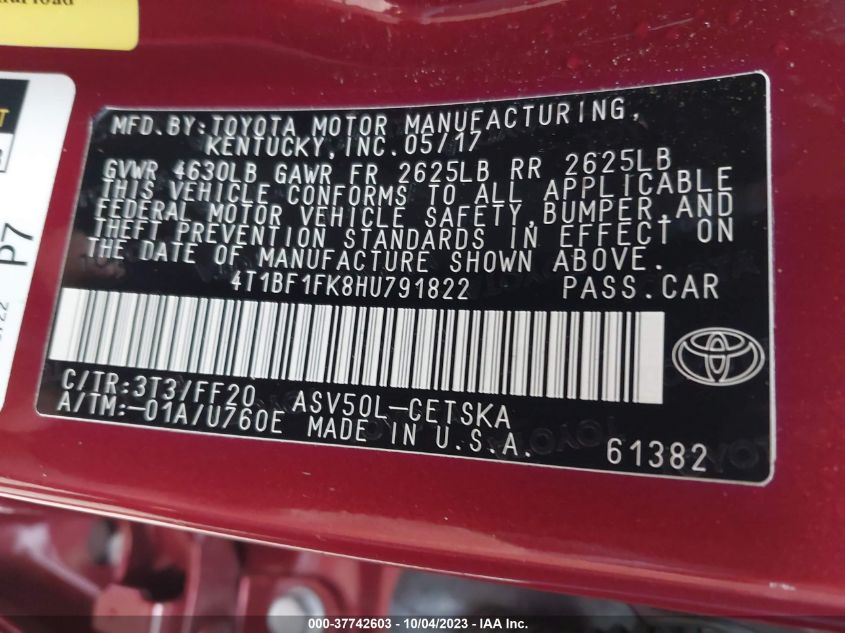 MFD.BY:TOYOTA MOTOR MANUFACTURING,
KENTUCKY,INC.05/17
GVWR 4630LB GAWR FR 2625LB RR 2625LB
THIS VEHICLE CONFORMS TO ALL APPLICABLE
FEDERAL MOTOR VEHICLE SAFETY,BUMPER,AND
THEFT PREVENTION STANDARDS IN EFFECT ON
THE DATE OF MANUFACTURE SHOWN ABOVE.
4T1BF1FK8HU791822 PASS.CAR
C/TR:3T3/FF20 ASV50L-CETSKA
A/TM:-01A/U760E MADE IN U.S.A. 61382
P7
000-37742603 - 10/04/2023 - IAA Inc.